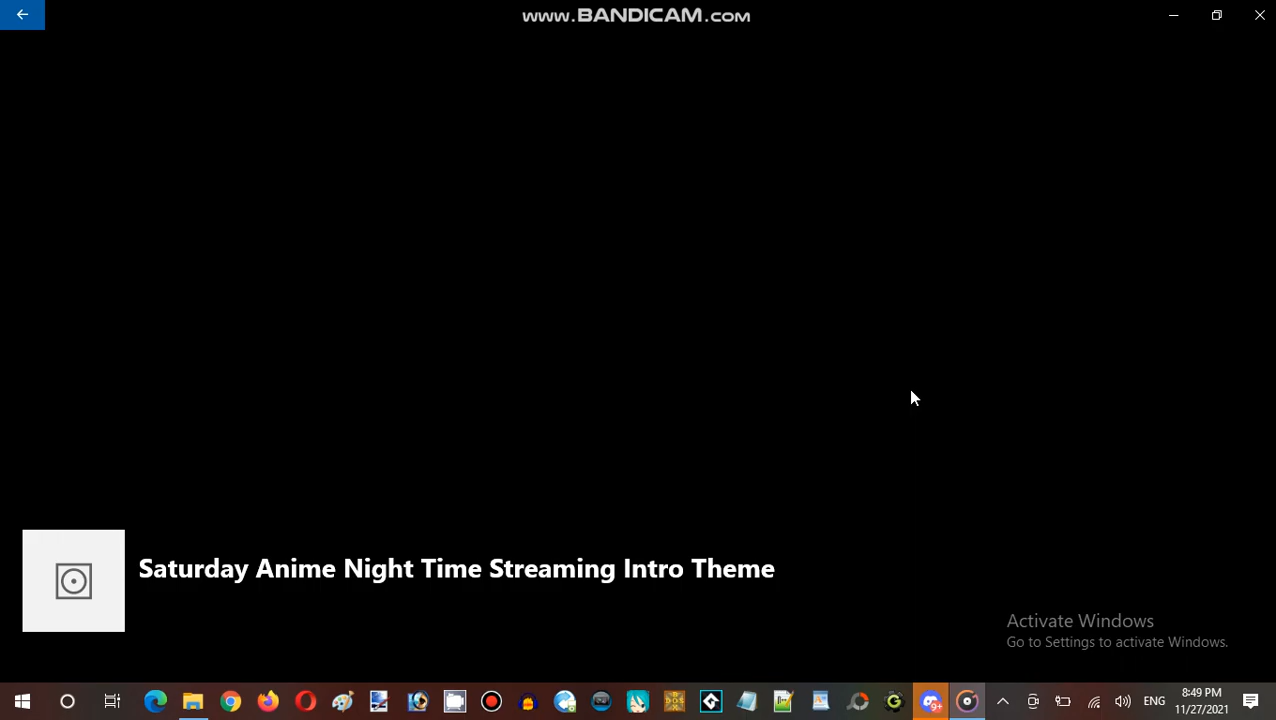 www.BANDICAM.com
Saturday Anime Night Time Streaming Intro Theme
Activate Windows
Go to Settings to activate Windows.
9+
ENG
8:49 PM
11/27/2021